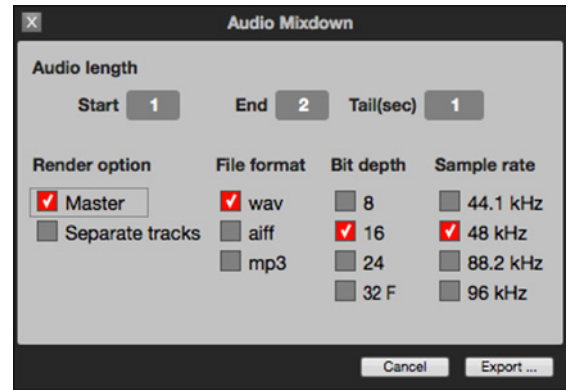 X Audio Mixdown
Audio length
Start 1 End 2 Tail(sec) 1
Render option File format Bit depth Sample rate
Master wav 8 44.1 kHz
Separate tracks aiff 16 48 kHz
mp3 24 88.2 kHz
32 F 96 kHz
Cancel Export ...